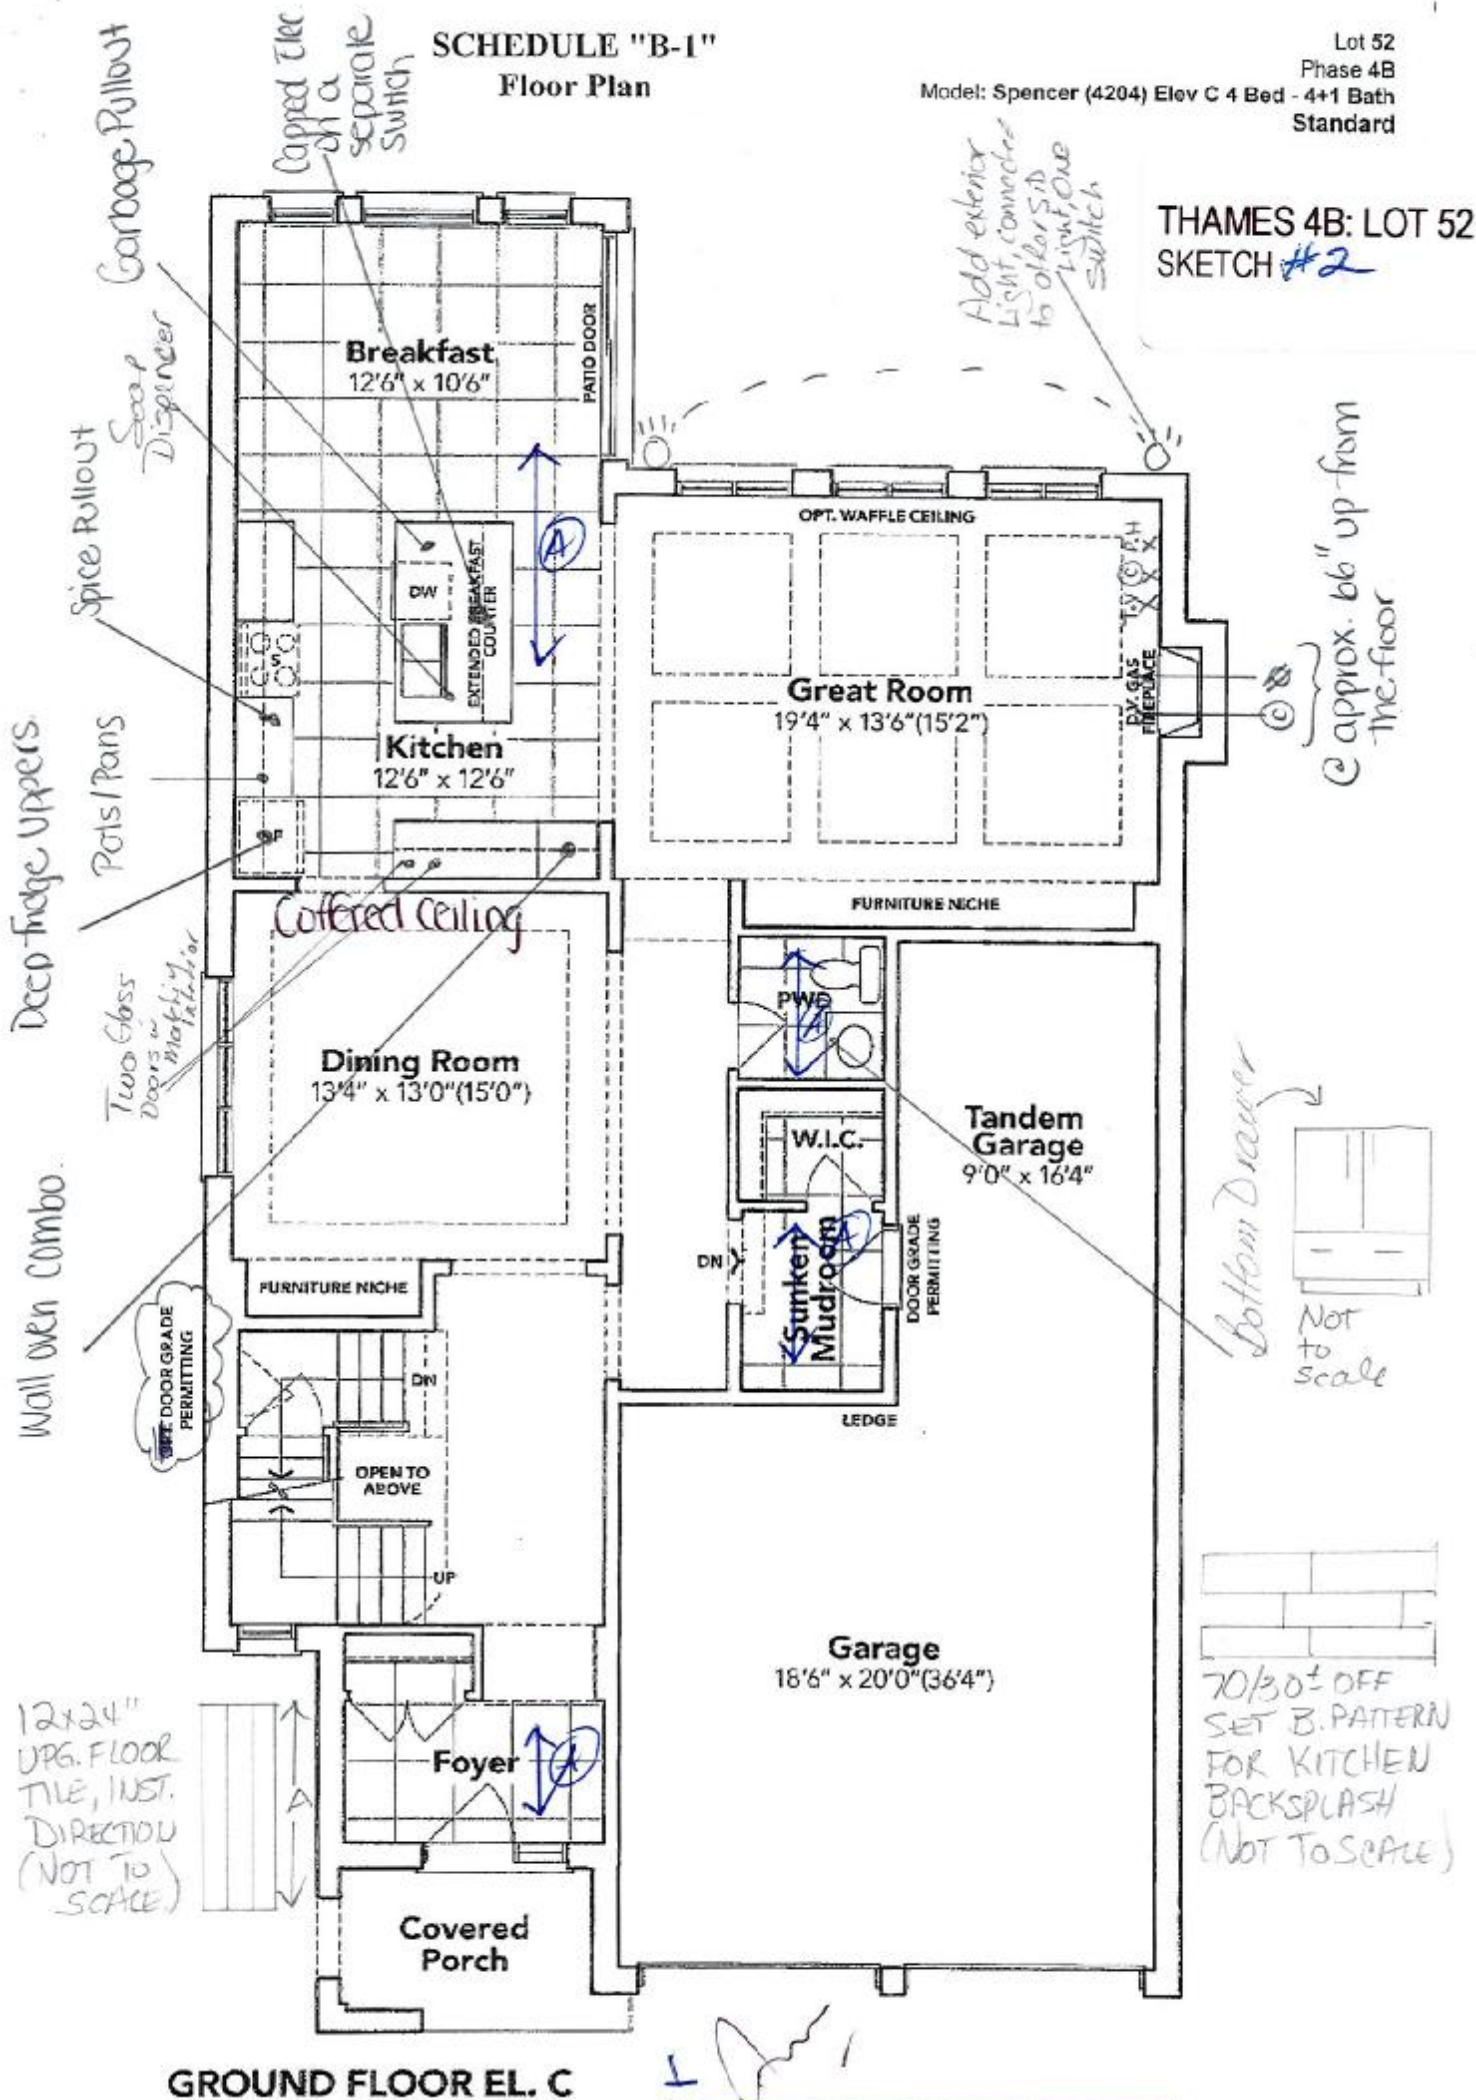 SCHEDULE "B-1"
Floor Plan
Lot 52
Phase 4B
Model: Spencer (4204) Elev C 4 Bed - 4+1 Bath
Standard
THAMES 4B: LOT 52
SKETCH #2
Garbage Pullout
Capped Elec
on a
separate
switch
Add exterior
Light, connected
to other side
Light, one
switch
Soap
Dispencer
Spice Pullout
Pots/Pans
Deep fridge Uppers.
Two Glass
Doors w
Wall oven Combo.
Breakfast
12'6" x 10'6"
PATIO DOOR
A
DW
EXTENDED BREAKFAST
COUNTER
S
Kitchen
12'6" x 12'6"
F
OPT. WAFFLE CEILING
T.V © P.H
X X X
Great Room
19'4" x 13'6"(15'2")
D.V. GAS
FIREPLACE
©
@ approx. 66" up from
the floor
FURNITURE NICHE
Coffered Ceiling
Dining Room
13'4" x 13'0"(15'0")
PWD
A
W.I.C.
Tandem
Garage
9'0" x 16'4"
Bottom Drawer
NOT
to
scale
DN
Sunken
Mudroom
A
DOOR GRADE
PERMITTING
FURNITURE NICHE
OPT. DOOR GRADE
PERMITTING
DN
LEDGE
OPEN TO
ABOVE
UP
Garage
18'6" x 20'0"(36'4")
70/30± OFF
SET B. PATTERN
FOR KITCHEN
BACKSPLASH
(NOT TO SCALE)
12x24"
UPG. FLOOR
TILE, INST.
DIRECTION
(NOT TO
SCALE)
A
Foyer
A
Covered
Porch
GROUND FLOOR EL. C